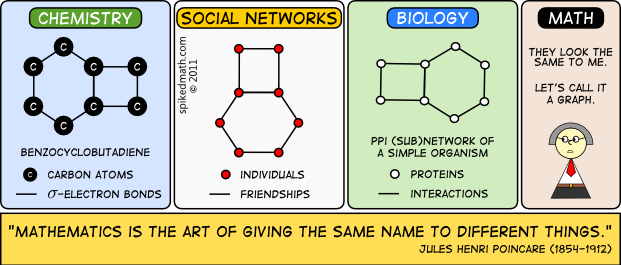 CHEMISTRY
C
C
C
C
C
C
C
C
BENZOCYCLOBUTADIENE
C CARBON ATOMS
σ-ELECTRON BONDS
SOCIAL NETWORKS
spikedmath.com
© 2011
INDIVIDUALS
FRIENDSHIPS
BIOLOGY
PPI (SUB)NETWORK OF
A SIMPLE ORGANISM
PROTEINS
INTERACTIONS
MATH
THEY LOOK THE
SAME TO ME.
LET'S CALL IT
A GRAPH.
"MATHEMATICS IS THE ART OF GIVING THE SAME NAME TO DIFFERENT THINGS."
JULES HENRI POINCARE (1854-1912)